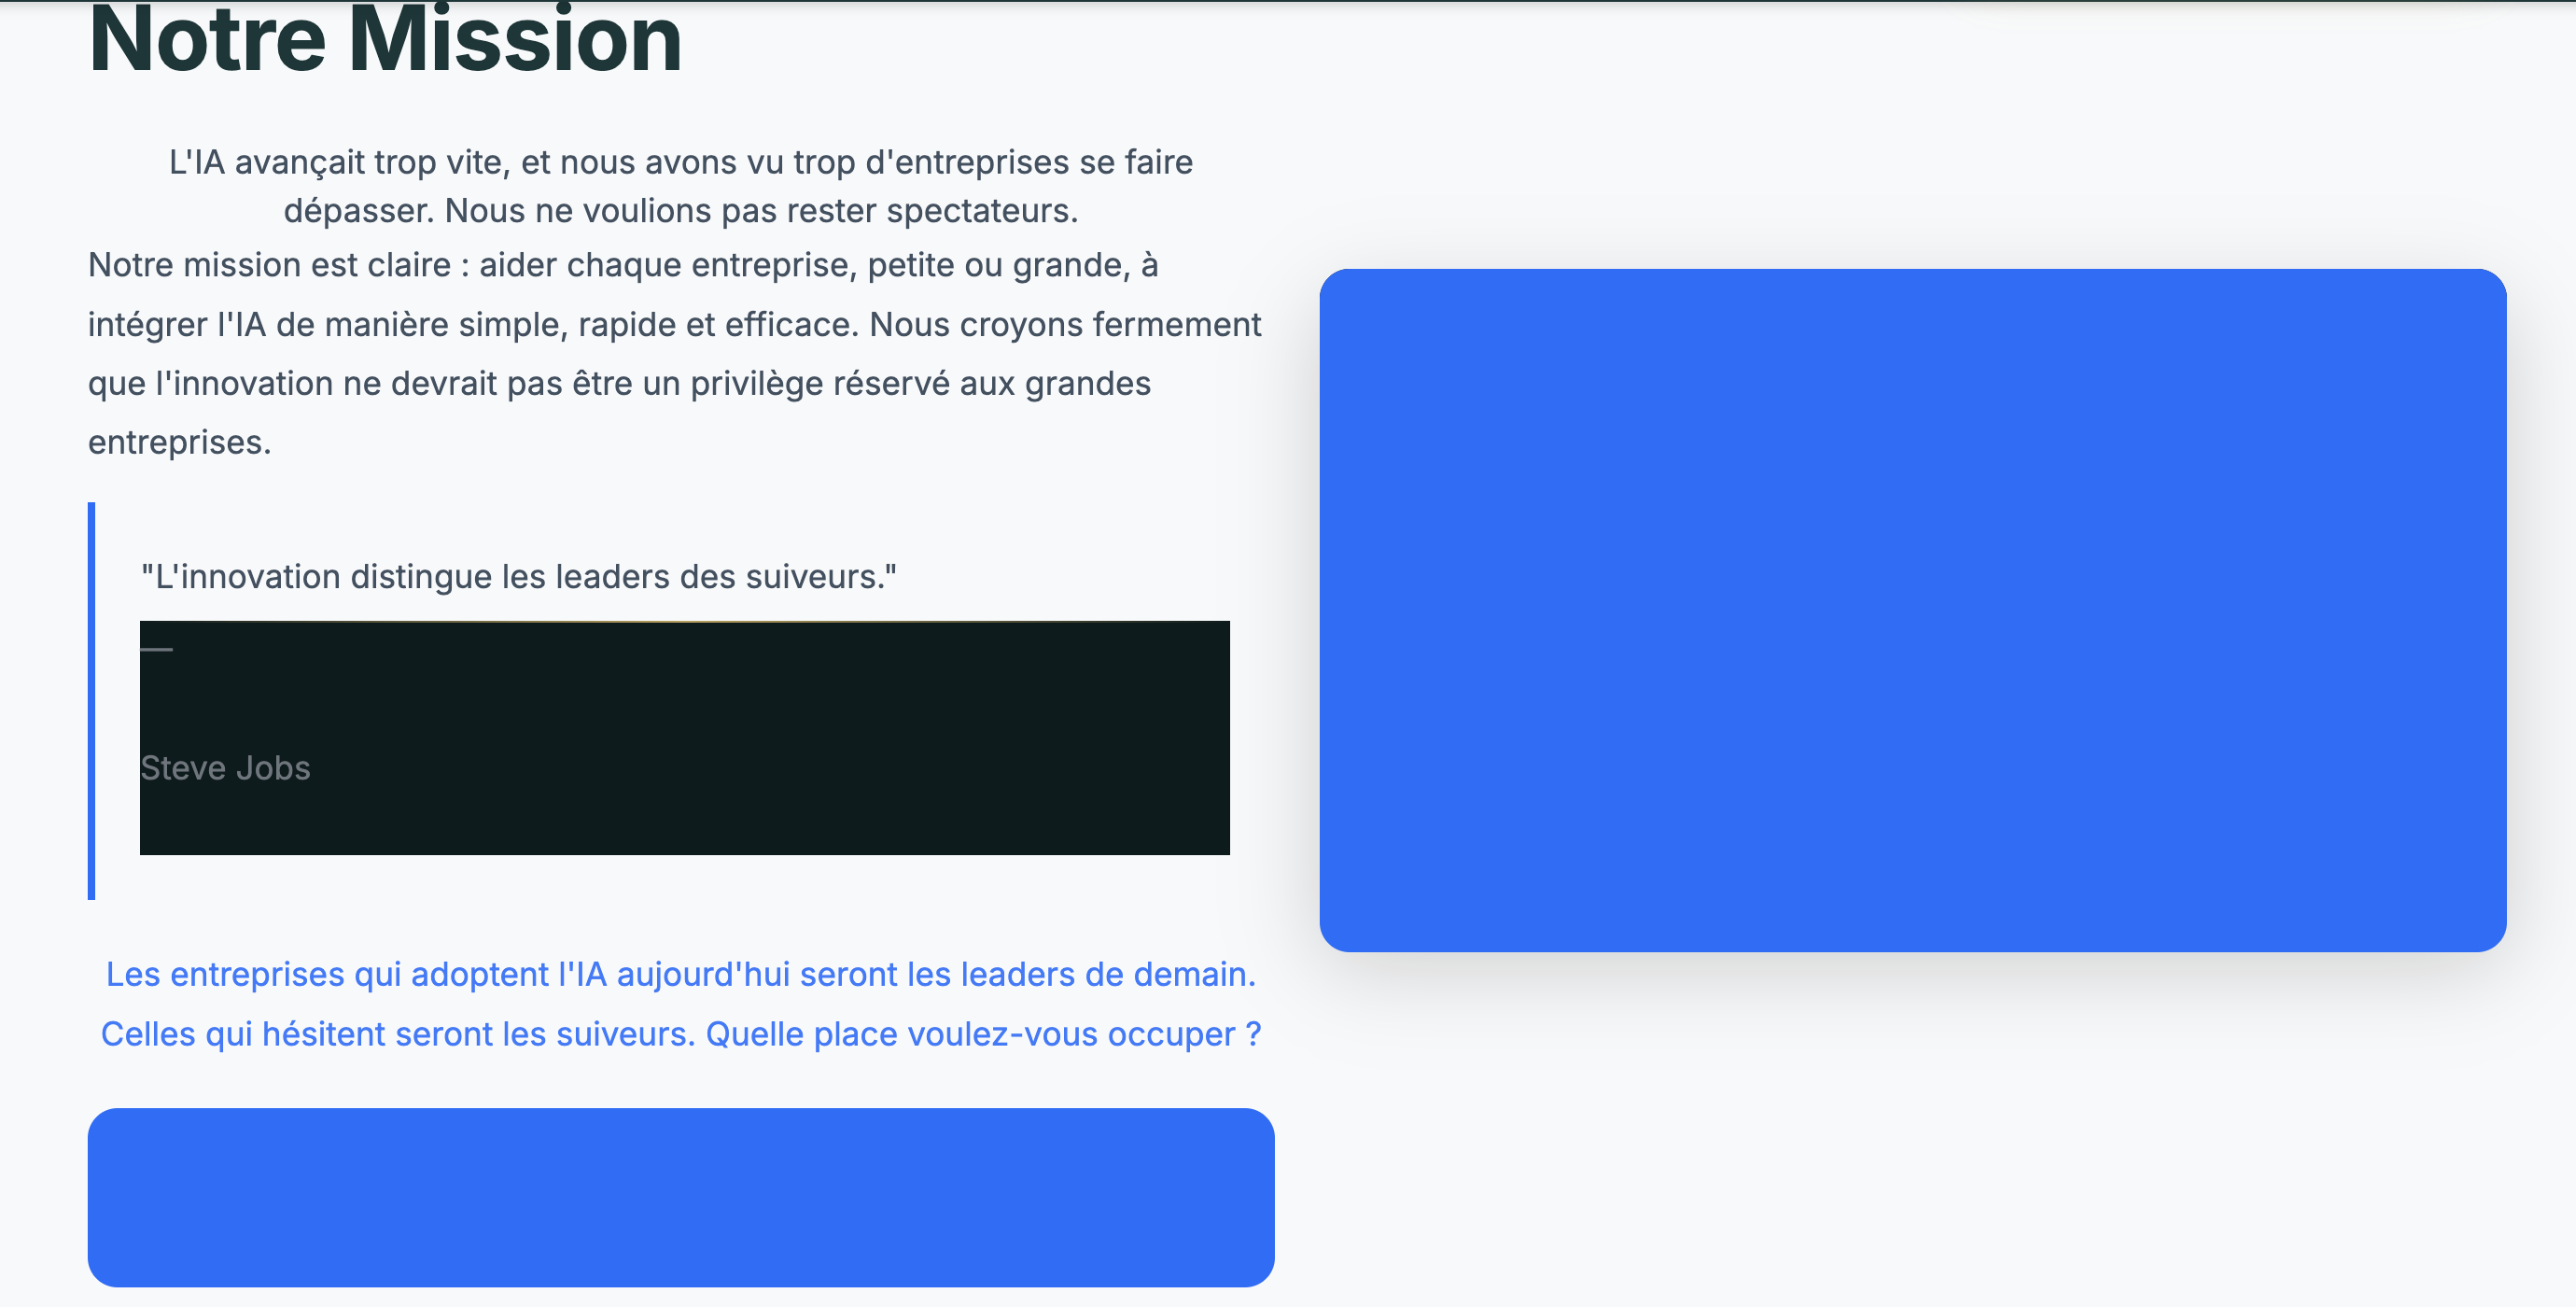 Notre Mission
L'IA avançait trop vite, et nous avons vu trop d'entreprises se faire
dépasser. Nous ne voulions pas rester spectateurs.
Notre mission est claire : aider chaque entreprise, petite ou grande, à
intégrer l'IA de manière simple, rapide et efficace. Nous croyons fermement
que l'innovation ne devrait pas être un privilège réservé aux grandes
entreprises.
"L'innovation distingue les leaders des suiveurs."
—
Steve Jobs
Les entreprises qui adoptent l'IA aujourd'hui seront les leaders de demain.
Celles qui hésitent seront les suiveurs. Quelle place voulez-vous occuper ?